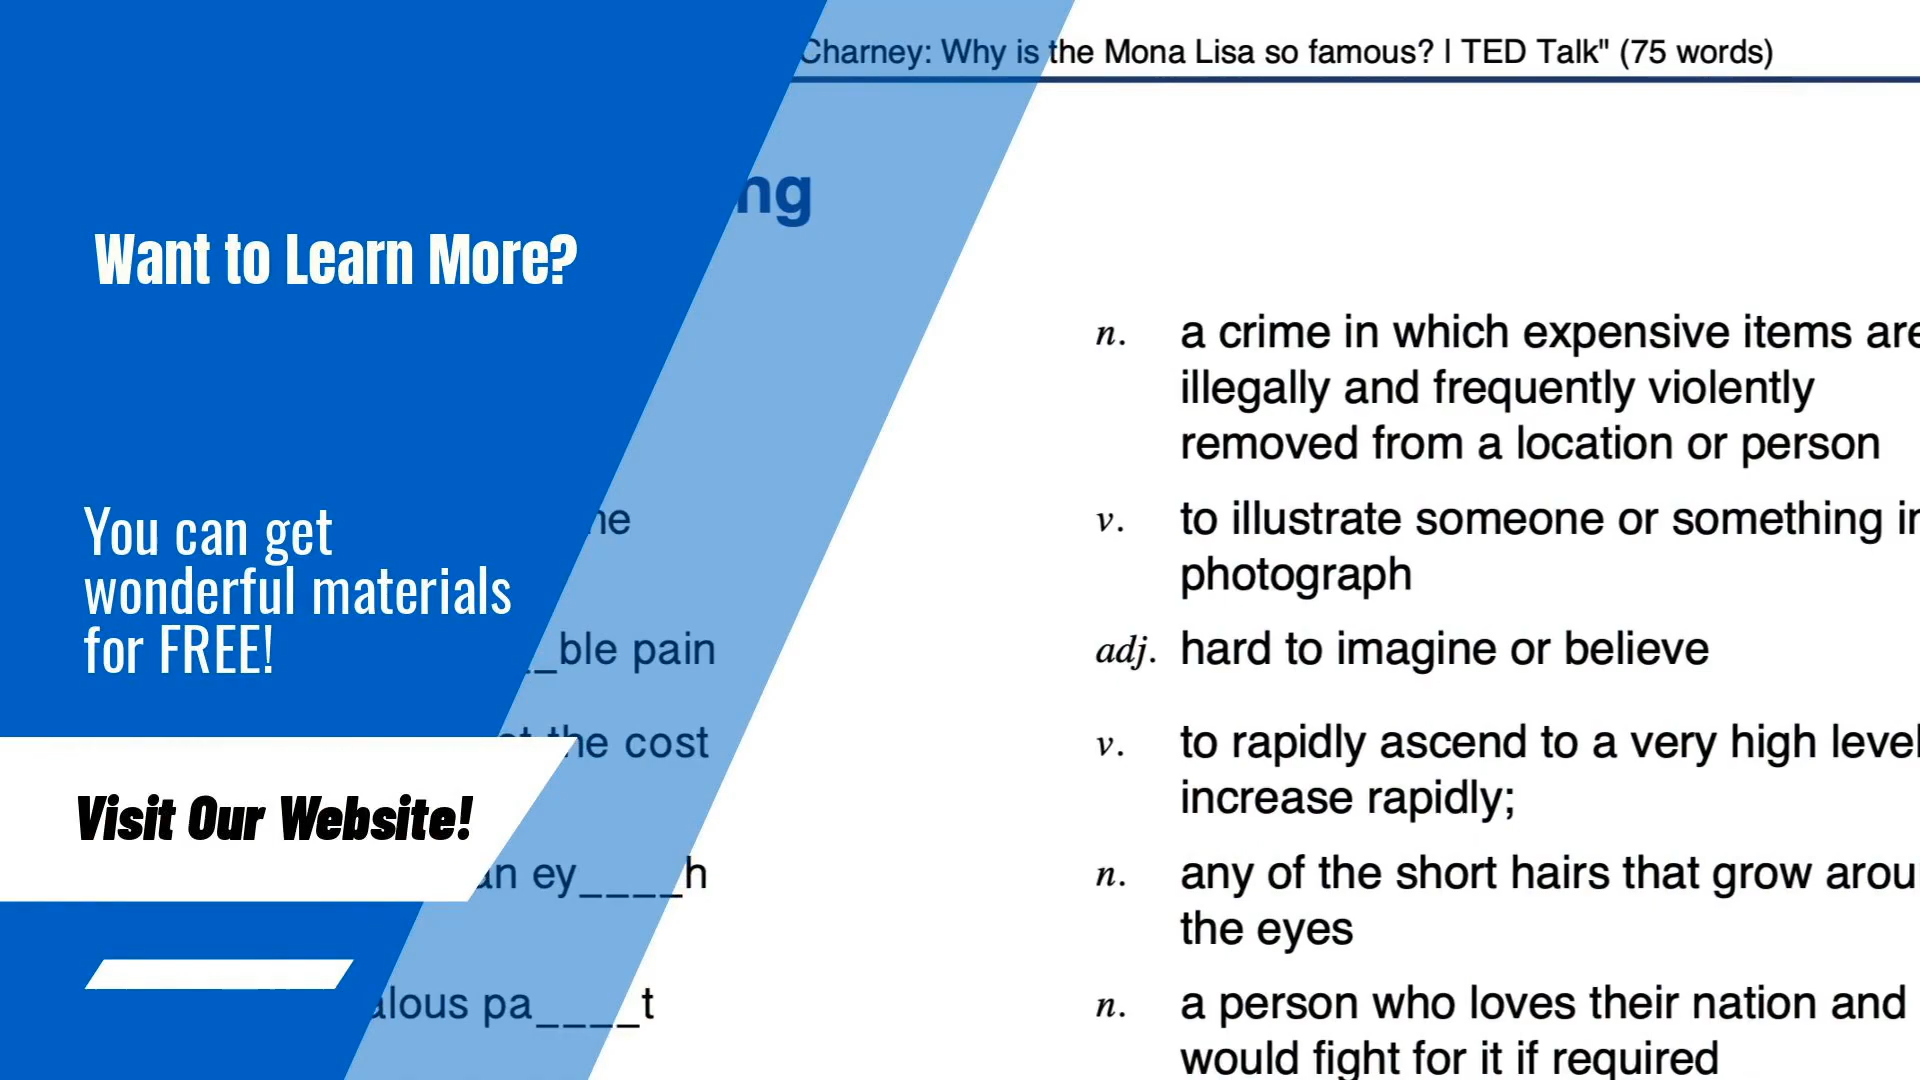 Charney: Why is the Mona Lisa so famous? | TED Talk" (75 words)
ng
Want to Learn More?
You can get
wonderful materials
for FREE!
Visit Our Website!
n. a crime in which expensive items are
illegally and frequently violently
removed from a location or person
v. to illustrate someone or something in
photograph
_ble pain adj. hard to imagine or believe
the cost v. to rapidly ascend to a very high level
increase rapidly;
an ey____h n. any of the short hairs that grow arou
the eyes
alous pa____t n. a person who loves their nation and
would fight for it if required